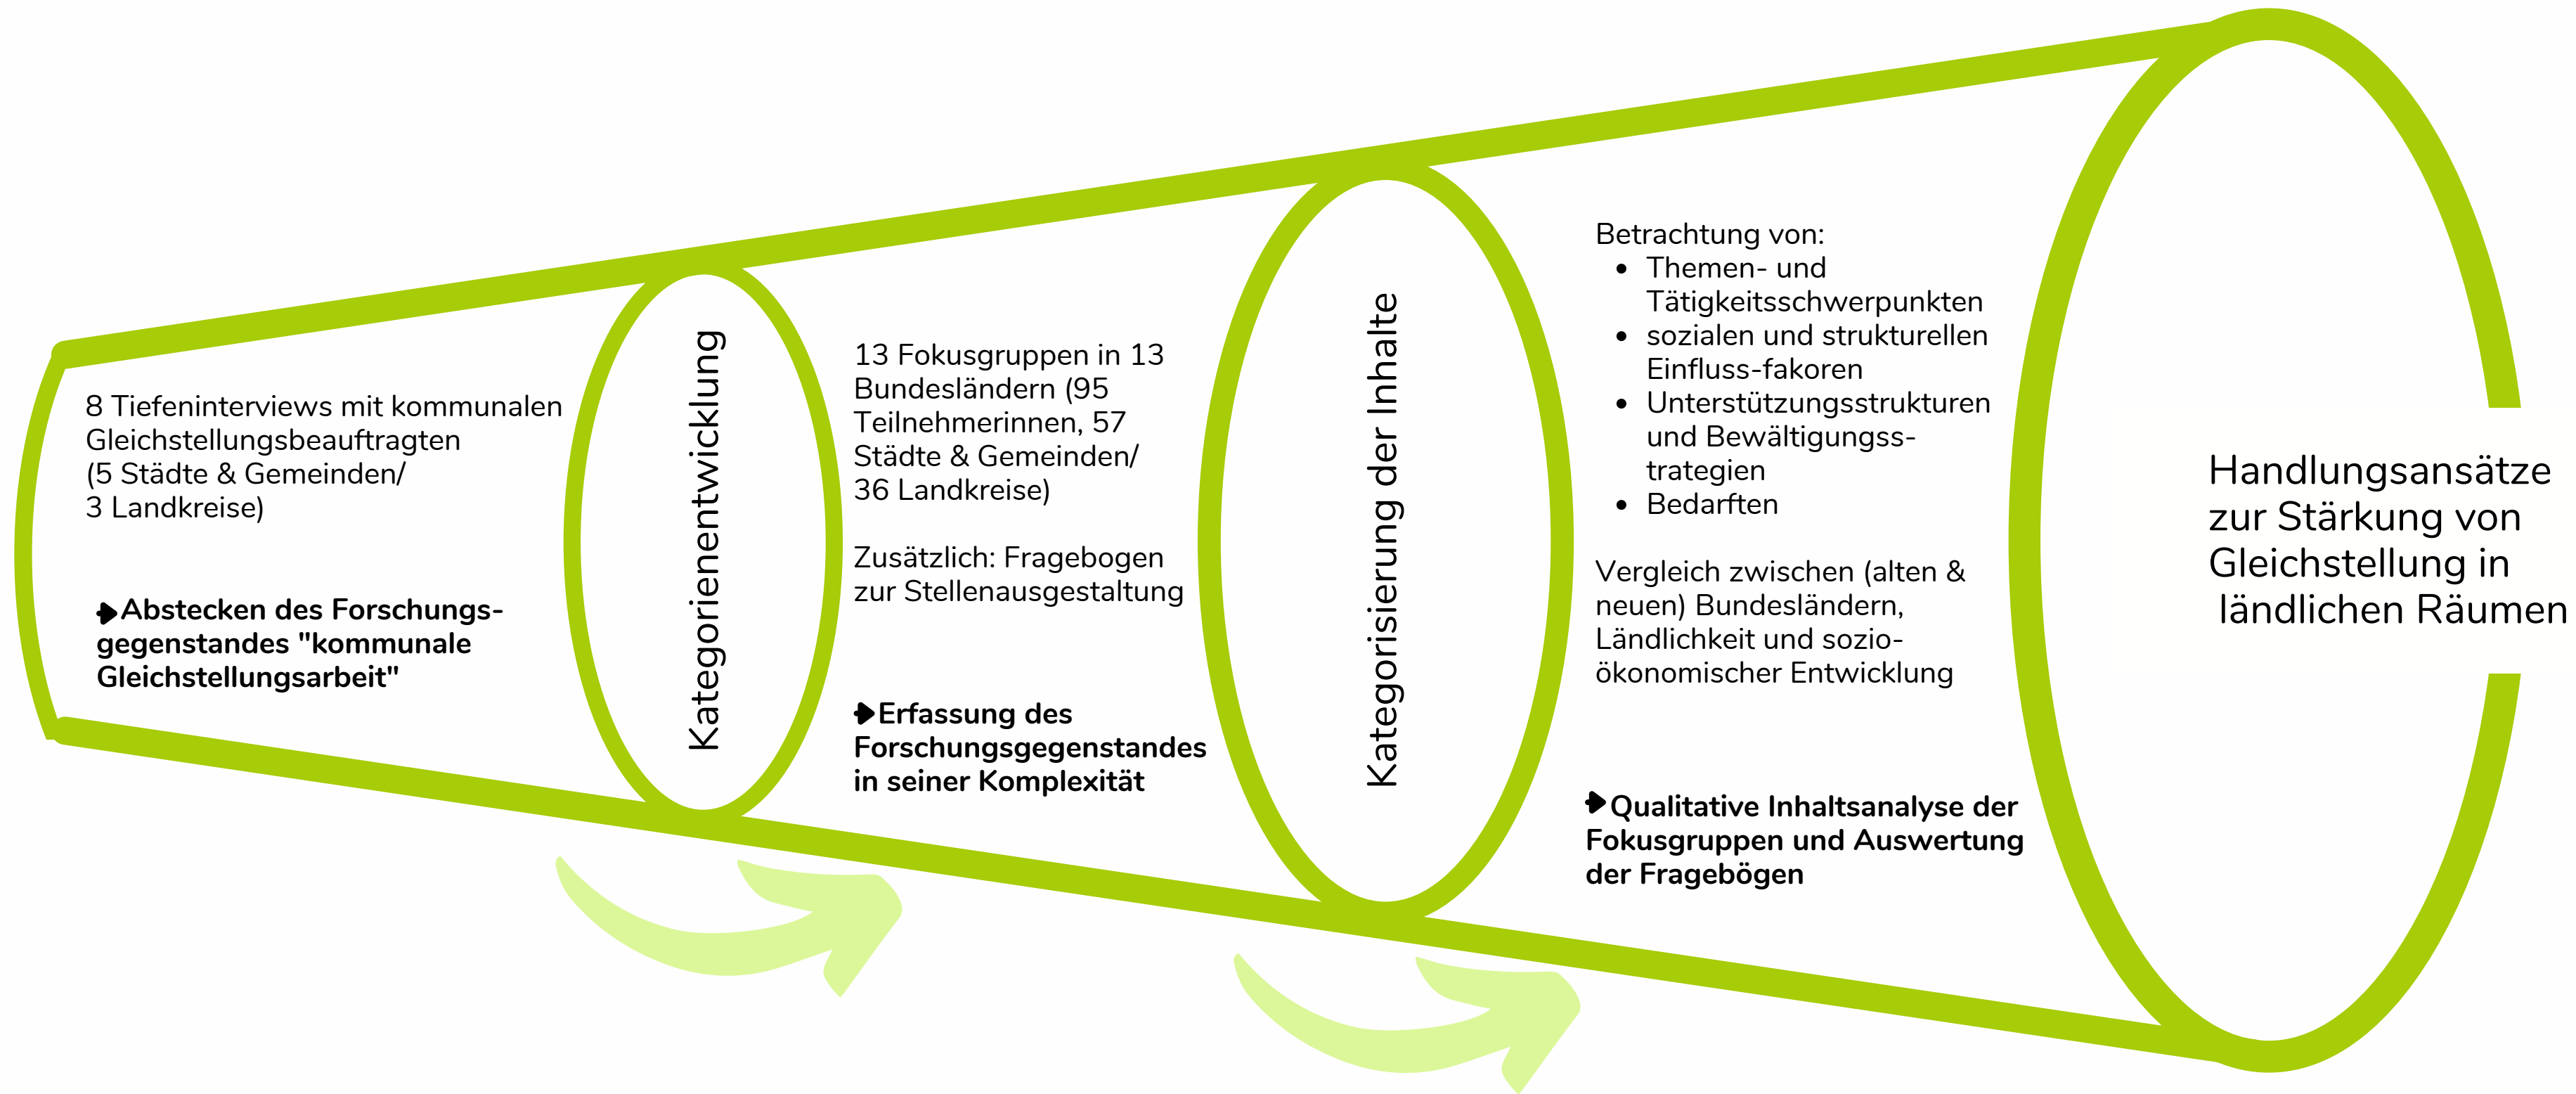 8 Tiefeninterviews mit kommunalen
Gleichstellungsbeauftragten
(5 Städte & Gemeinden/
3 Landkreise)
Abstecken des Forschungs-
gegenstandes "kommunale
Gleichstellungsarbeit"
Kategorienentwicklung
13 Fokusgruppen in 13
Bundesländern (95
Teilnehmerinnen, 57
Städte & Gemeinden/
36 Landkreise)
Zusätzlich: Fragebogen
zur Stellenausgestaltung
Erfassung des
Forschungsgegenstandes
in seiner Komplexität
Kategorisierung der Inhalte
Betrachtung von:
• Themen- und
Tätigkeitsschwerpunkten
• sozialen und strukturellen
Einfluss-fakoren
• Unterstützungsstrukturen
und Bewältigungss-
trategien
• Bedarften
Vergleich zwischen (alten &
neuen) Bundesländern,
Ländlichkeit und sozio-
ökonomischer Entwicklung
Qualitative Inhaltsanalyse der
Fokusgruppen und Auswertung
der Fragebögen
Handlungsansätze
zur Stärkung von
Gleichstellung in
ländlichen Räumen